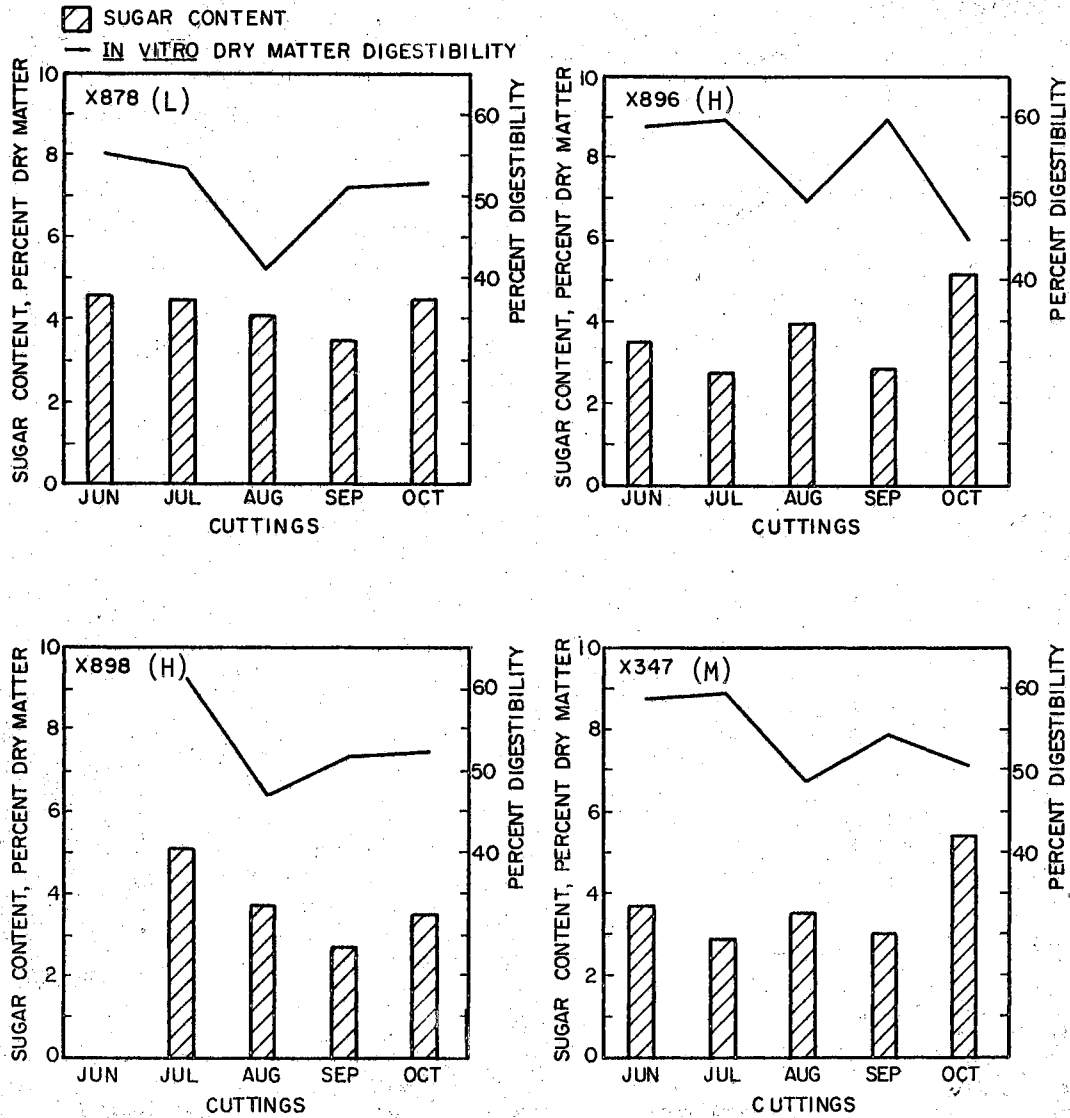 SUGAR CONTENT
IN VITRO DRY MATTER DIGESTIBILITY
X878 (L)
SUGAR CONTENT, PERCENT DRY MATTER
10
8
6
4
2
0
60
50
40
PERCENT DIGESTIBILITY
JUN JUL AUG SEP OCT
CUTTINGS
X896 (H)
SUGAR CONTENT, PERCENT DRY MATTER
10
8
6
4
2
0
60
50
40
PERCENT DIGESTIBILITY
JUN JUL AUG SEP OCT
CUTTINGS
X898 (H)
SUGAR CONTENT, PERCENT DRY MATTER
10
8
6
4
2
0
60
50
40
PERCENT DIGESTIBILITY
JUN JUL AUG SEP OCT
CUTTINGS
X347 (M)
SUGAR CONTENT, PERCENT DRY MATTER
10
8
6
4
2
0
60
50
40
PERCENT DIGESTIBILITY
JUN JUL AUG SEP OCT
CUTTINGS